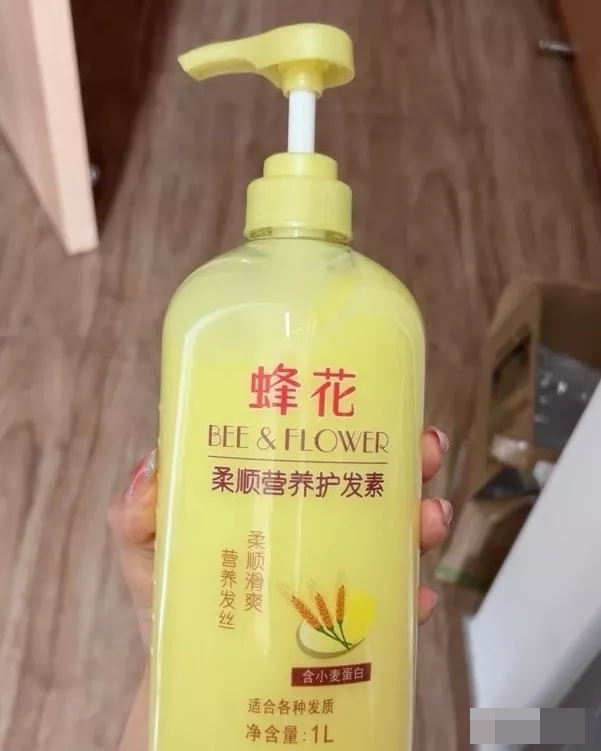 蜂花
BEE & FLOWER
柔顺营养护发素
柔顺滑爽
营养发丝
含小麦蛋白
适合各种发质
净含量：1L